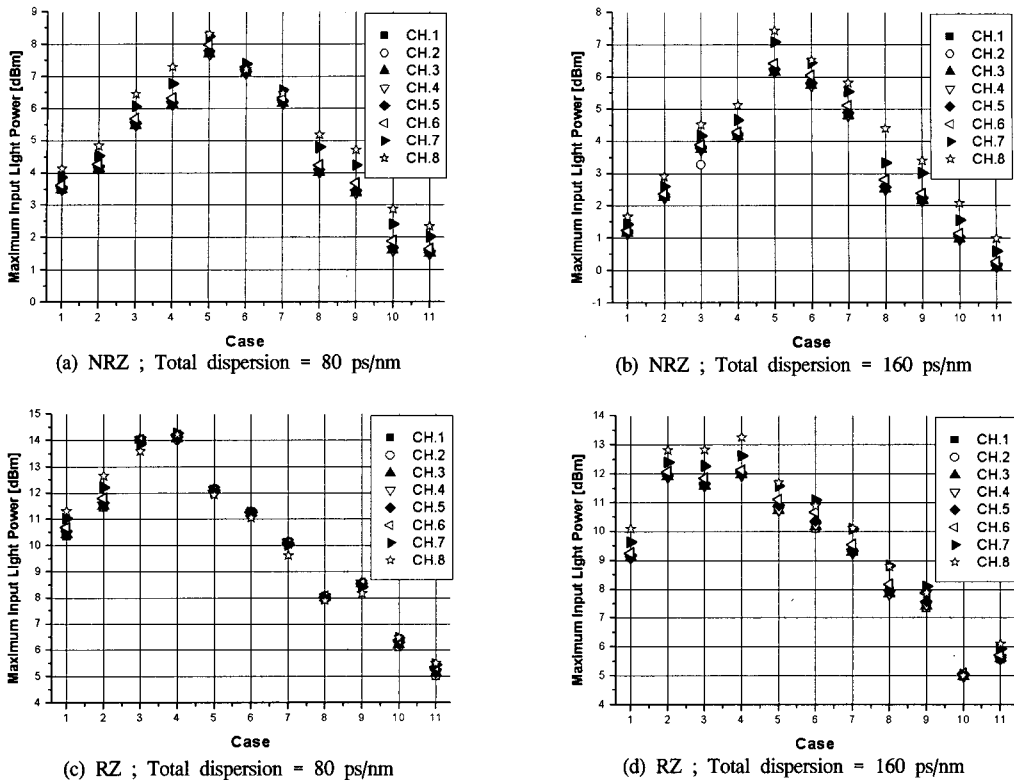 Maximum Input Light Power [dBm]
9
8
7
6
5
4
3
2
1
0
1 2 3 4 5 6 7 8 9 10 11
Case
CH.1
CH.2
CH.3
CH.4
CH.5
CH.6
CH.7
CH.8
(a) NRZ ; Total dispersion = 80 ps/nm
Maximum Input Light Power [dBm]
8
7
6
5
4
3
2
1
0
-1
1 2 3 4 5 6 7 8 9 10 11
Case
CH.1
CH.2
CH.3
CH.4
CH.5
CH.6
CH.7
CH.8
(b) NRZ ; Total dispersion = 160 ps/nm
Maximum Input Light Power [dBm]
15
14
13
12
11
10
9
8
7
6
5
4
1 2 3 4 5 6 7 8 9 10 11
Case
CH.1
CH.2
CH.3
CH.4
CH.5
CH.6
CH.7
CH.8
(c) RZ ; Total dispersion = 80 ps/nm
Maximum Input Light Power [dBm]
14
13
12
11
10
9
8
7
6
5
4
1 2 3 4 5 6 7 8 9 10 11
Case
CH.1
CH.2
CH.3
CH.4
CH.5
CH.6
CH.7
CH.8
(d) RZ ; Total dispersion = 160 ps/nm